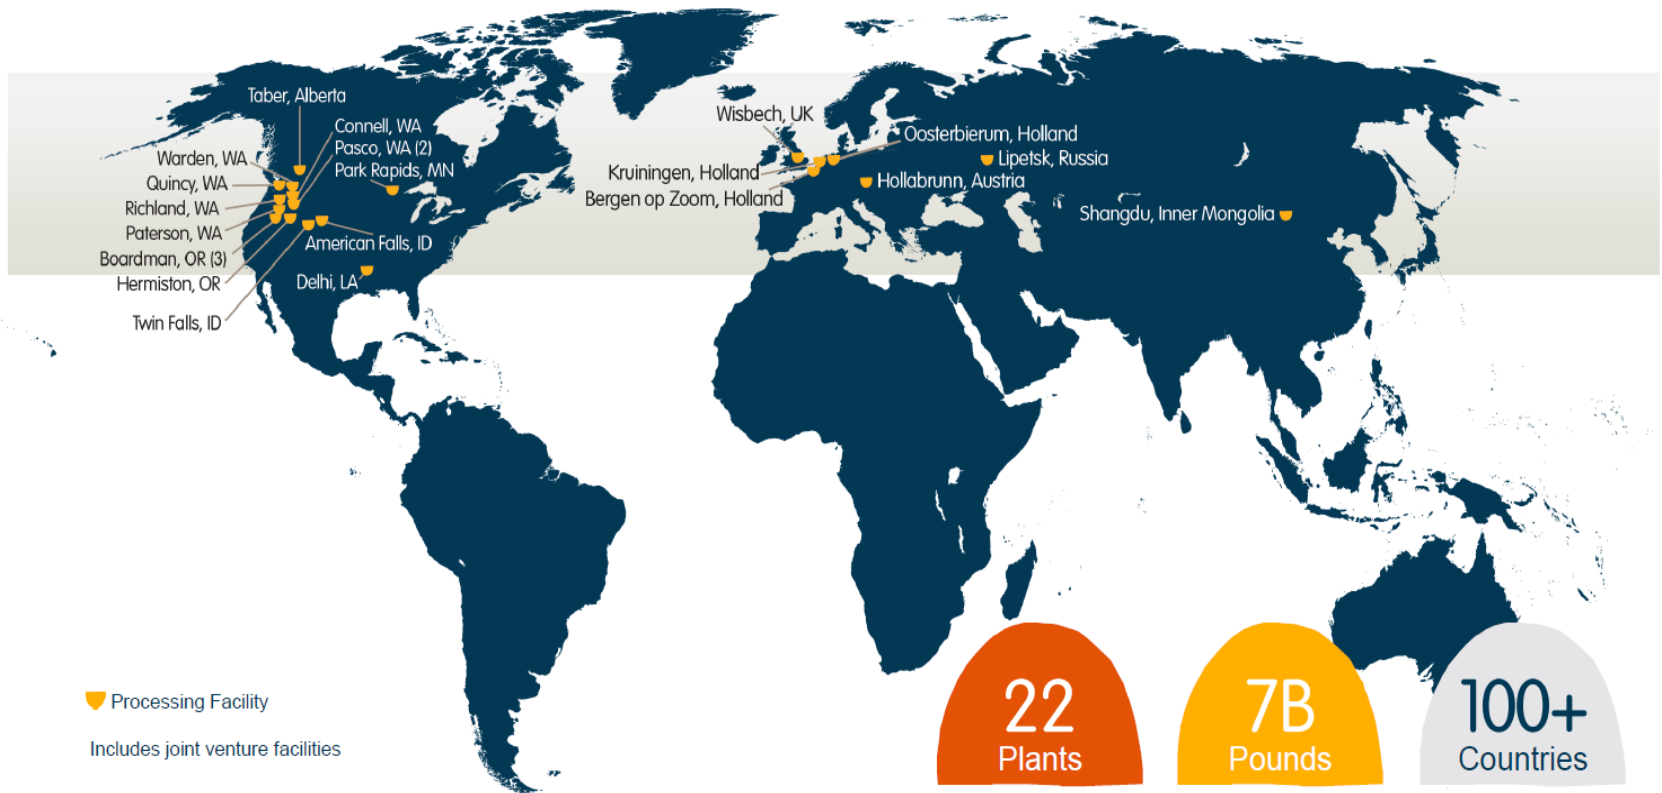 Taber, Alberta
Connell, WA
Pasco, WA (2)
Park Rapids, MN
Warden, WA
Quincy, WA
Richland, WA
Paterson, WA
Boardman, OR (3)
Hermiston, OR
Twin Falls, ID
American Falls, ID
Delhi, LA
Wisbech, UK
Oosterbierum, Holland
Lipetsk, Russia
Kruiningen, Holland
Hollabrunn, Austria
Bergen op Zoom, Holland
Shangdu, Inner Mongolia
Processing Facility
Includes joint venture facilities
22
Plants
7B
Pounds
100+
Countries